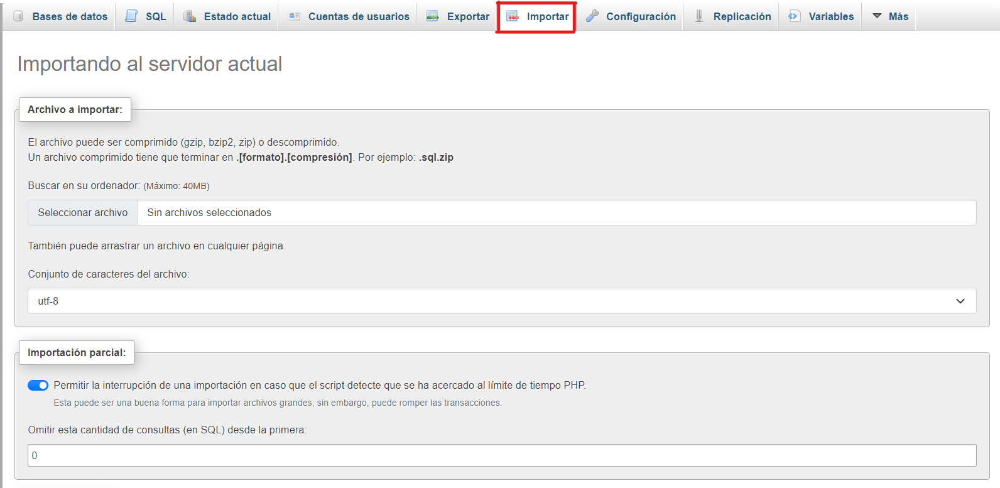 Bases de datos SQL Estado actual Cuentas de usuarios Exportar Importar Configuración Replicación Variables Más
Importando al servidor actual
Archivo a importar:
El archivo puede ser comprimido (gzip, bzip2, zip) o descomprimido.
Un archivo comprimido tiene que terminar en .[formato].[compresión]. Por ejemplo: .sql.zip
Buscar en su ordenador: (Máximo: 40MB)
Seleccionar archivo Sin archivos seleccionados
También puede arrastrar un archivo en cualquier página.
Conjunto de caracteres del archivo:
utf-8
Importación parcial:
Permitir la interrupción de una importación en caso que el script detecte que se ha acercado al límite de tiempo PHP.
Esta puede ser una buena forma para importar archivos grandes, sin embargo, puede romper las transacciones.
Omitir esta cantidad de consultas (en SQL) desde la primera:
0